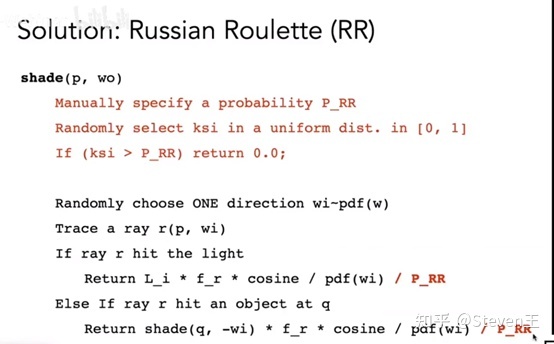 Solution: Russian Roulette (RR)
shade(p, wo)
Manually specify a probability P_RR
Randomly select ksi in a uniform dist. in [0, 1]
If (ksi > P_RR) return 0.0;
Randomly choose ONE direction wi~pdf(w)
Trace a ray r(p, wi)
If ray r hit the light
Return L_i * f_r * cosine / pdf(wi) / P_RR
Else If ray r hit an object at q
Return shade(q, -wi) * f_r * cosine / pdf(wi) / P_RR
知乎 @Steven王